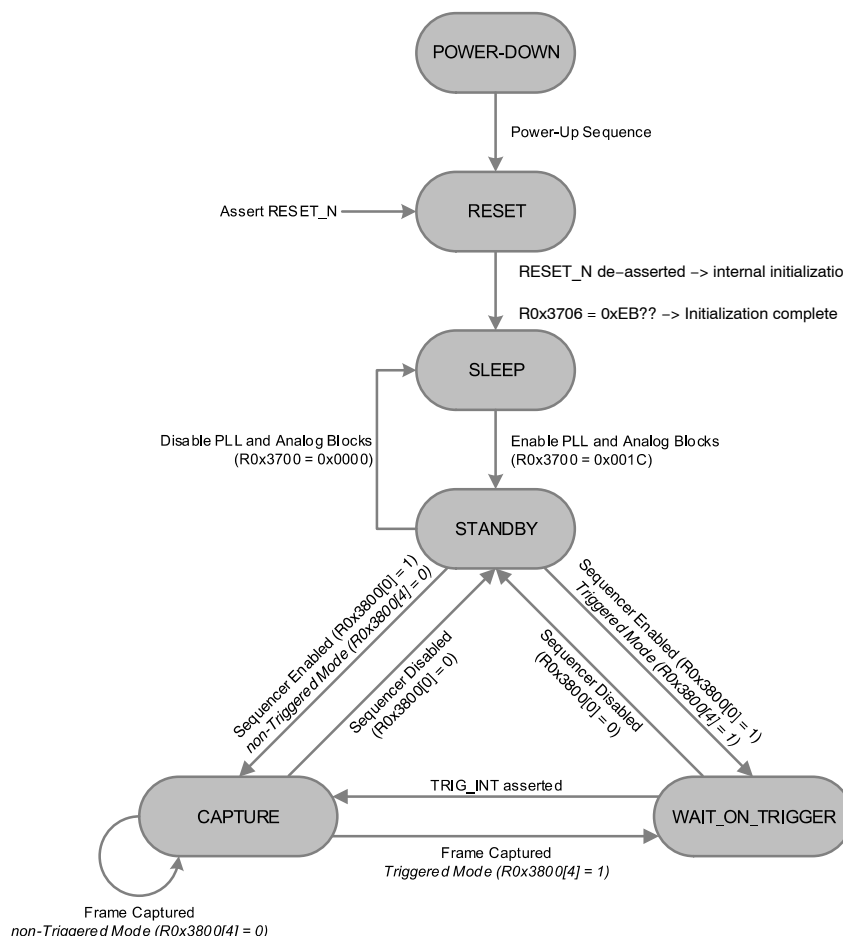 POWER-DOWN
Power-Up Sequence
Assert RESET_N
RESET
RESET_N de−asserted −> internal initializatio
R0x3706 = 0xEB?? −> Initialization complete
SLEEP
Disable PLL and Analog Blocks
(R0x3700 = 0x0000)
Enable PLL and Analog Blocks
(R0x3700 = 0x001C)
STANDBY
Sequencer Enabled (R0x3800[0] = 1)
non-Triggered Mode (R0x3800[4] = 0)
Sequencer Disabled
(R0x3800[0] = 0)
Sequencer Disabled
(R0x3800[0] = 0)
Sequencer Enabled (R0x3800[0] = 1)
Triggered Mode (R0x3800[4] = 1)
TRIG_INT asserted
CAPTURE
WAIT_ON_TRIGGER
Frame Captured
Triggered Mode (R0x3800[4] = 1)
Frame Captured
non-Triggered Mode (R0x3800[4] = 0)